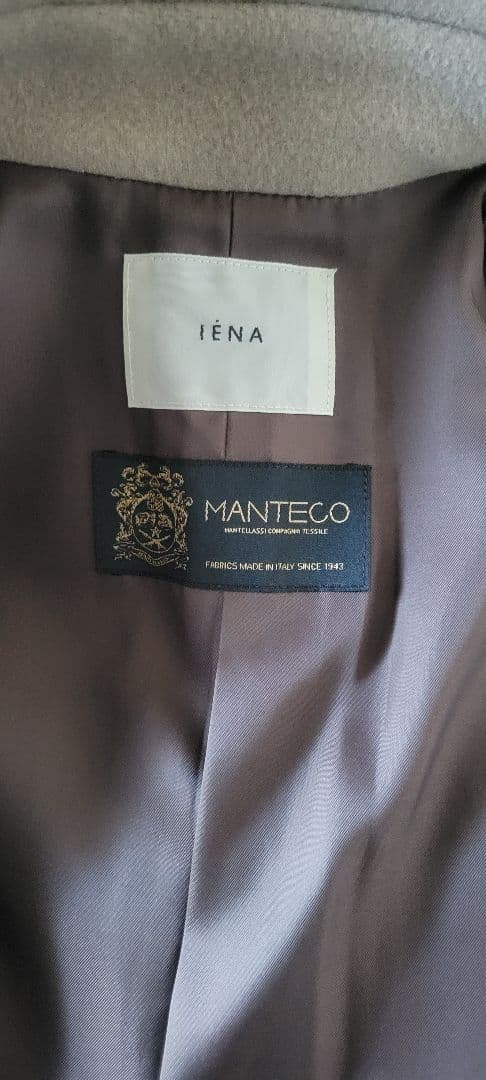 IÉNA
MANTECO
MANTELLASSI COMPAGNIA TESSILE
FABRICS MADE IN ITALY SINCE 1943